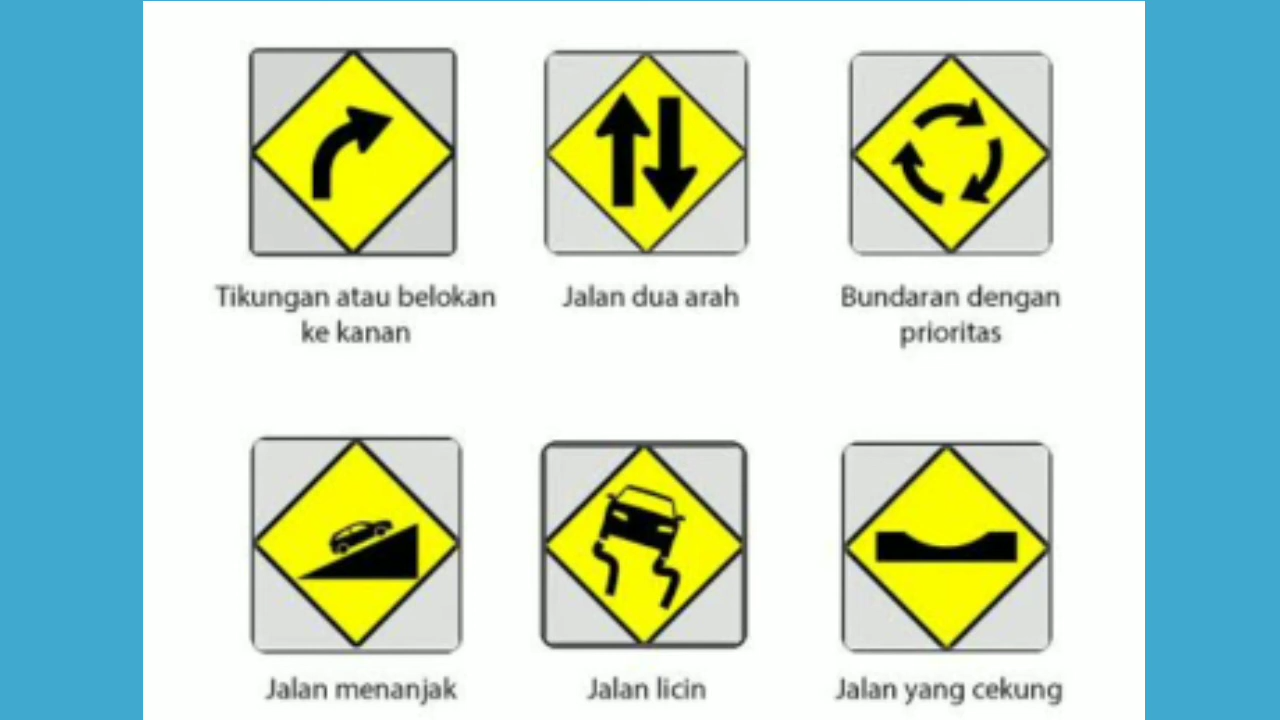 Tikungan atau belokan
ke kanan
Jalan dua arah
Bundaran dengan
prioritas
Jalan menanjak
Jalan licin
Jalan yang cekung